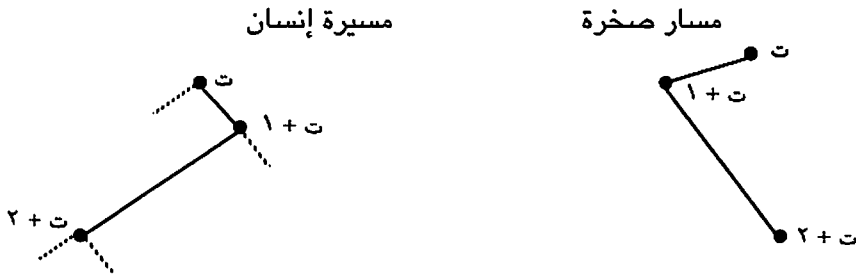 مسار صخرة
مسيرة إنسان
ت
ت + ١
ت + ٢
ت
ت + ١
ت + ٢